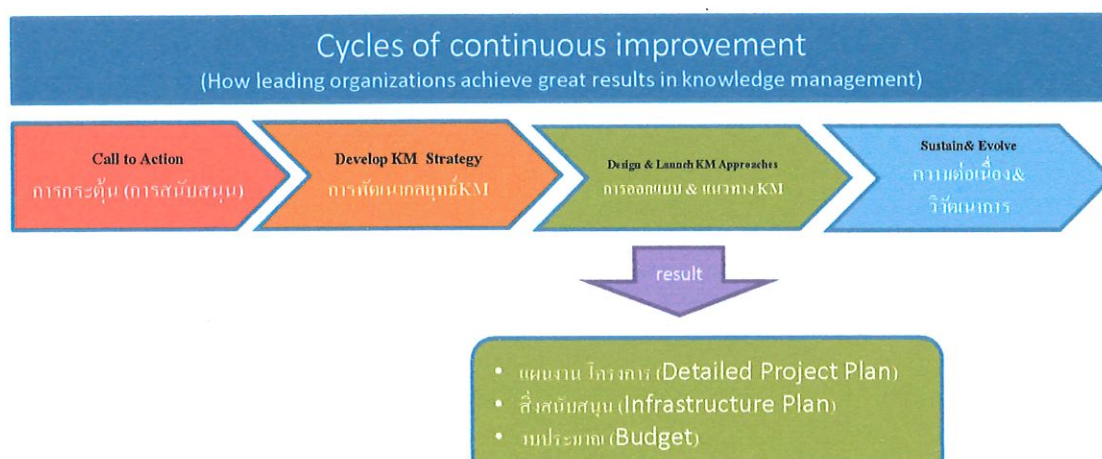 Cycles of continuous improvement
(How leading organizations achieve great results in knowledge management)
Call to Action
การกระตุ้น (การสนับสนุน)
Develop KM Strategy
การพัฒนากลยุทธ์KM
Design & Launch KM Approaches
การออกแบบ & แนวทาง KM
Sustain& Evolve
ความต่อเนื่อง&
วิวัฒนาการ
result
• แผนงาน โครงการ (Detailed Project Plan)
• สิ่งสนับสนุน (Infrastructure Plan)
• งบประมาณ (Budget)